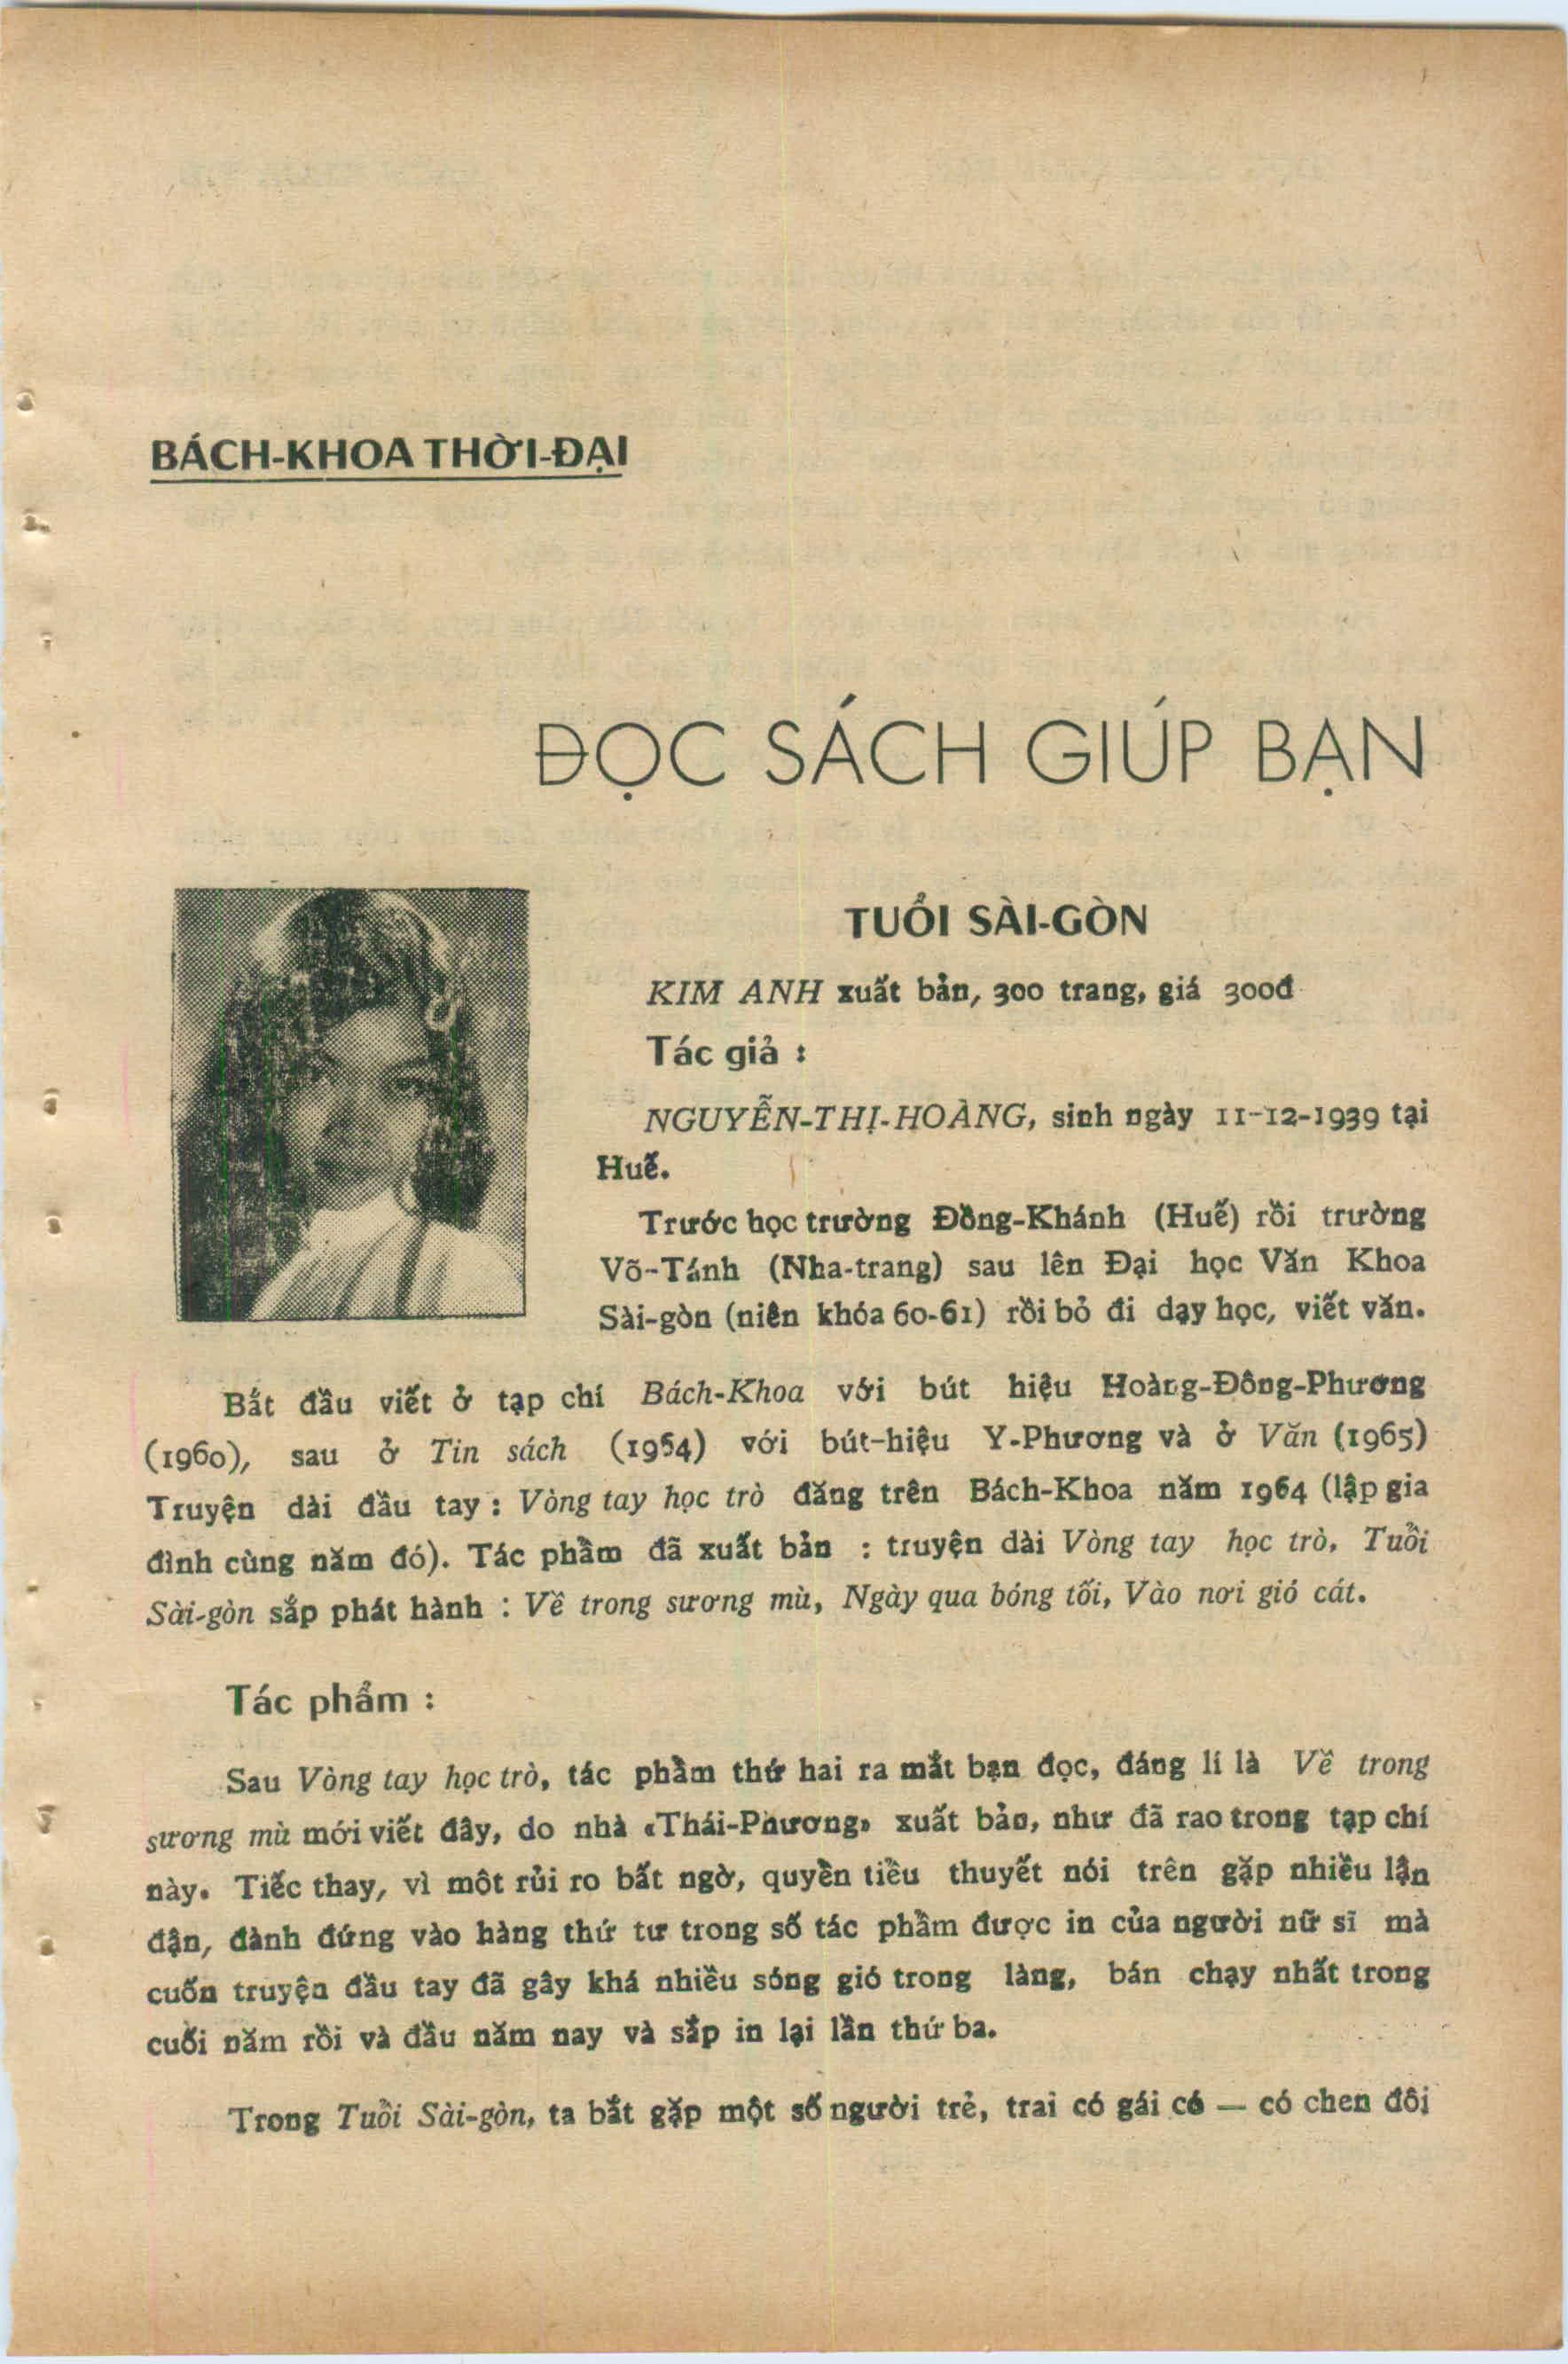 BÁCH-KHOA THỜI-ĐẠI
ĐỌC SÁCH GIÚP BẠN
TUỔI SÀI-GÒN
KIM ANH xuất bản, 300 trang, giá 300đ
Tác giả :
NGUYỄN-THỊ-HOÀNG, sinh ngày 11-12-1939 tại
Huế.
Trước học trường Đồng-Khánh (Huế) rồi trường
Võ-Tánh (Nha-trang) sau lên Đại học Văn Khoa
Sài-gòn (niên khóa 60-61) rồi bỏ đi dạy học, viết văn.
Bắt đầu viết ở tạp chí Bách-Khoa với bút hiệu Hoàng-Đông-Phương
(1960), sau ở Tin sách (1964) với bút-hiệu Y-Phương và ở Văn (1965)
Truyện dài đầu tay : Vòng tay học trò đăng trên Bách-Khoa năm 1964 (lập gia
đình cùng năm đó). Tác phẩm đã xuất bản : truyện dài Vòng tay học trò, Tuổi
Sài-gòn sắp phát hành : Về trong sương mù, Ngày qua bóng tối, Vào nơi gió cát.
Tác phẩm :
Sau Vòng tay học trò, tác phẩm thứ hai ra mắt bạn đọc, đáng lí là Về trong
sương mù mới viết đây, do nhà «Thái-Phương» xuất bản, như đã rao trong tạp chí
này. Tiếc thay, vì một rủi ro bất ngờ, quyển tiểu thuyết nói trên gặp nhiều lận
đận, đành đứng vào hàng thứ tư trong số tác phẩm được in của người nữ sĩ mà
cuốn truyện đầu tay đã gây khá nhiều sóng gió trong làng, bán chạy nhất trong
cuối năm rồi và đầu năm nay và sắp in lại lần thứ ba.
Trong Tuổi Sài-gòn, ta bắt gặp một số người trẻ, trai có gái có — có chen đôi